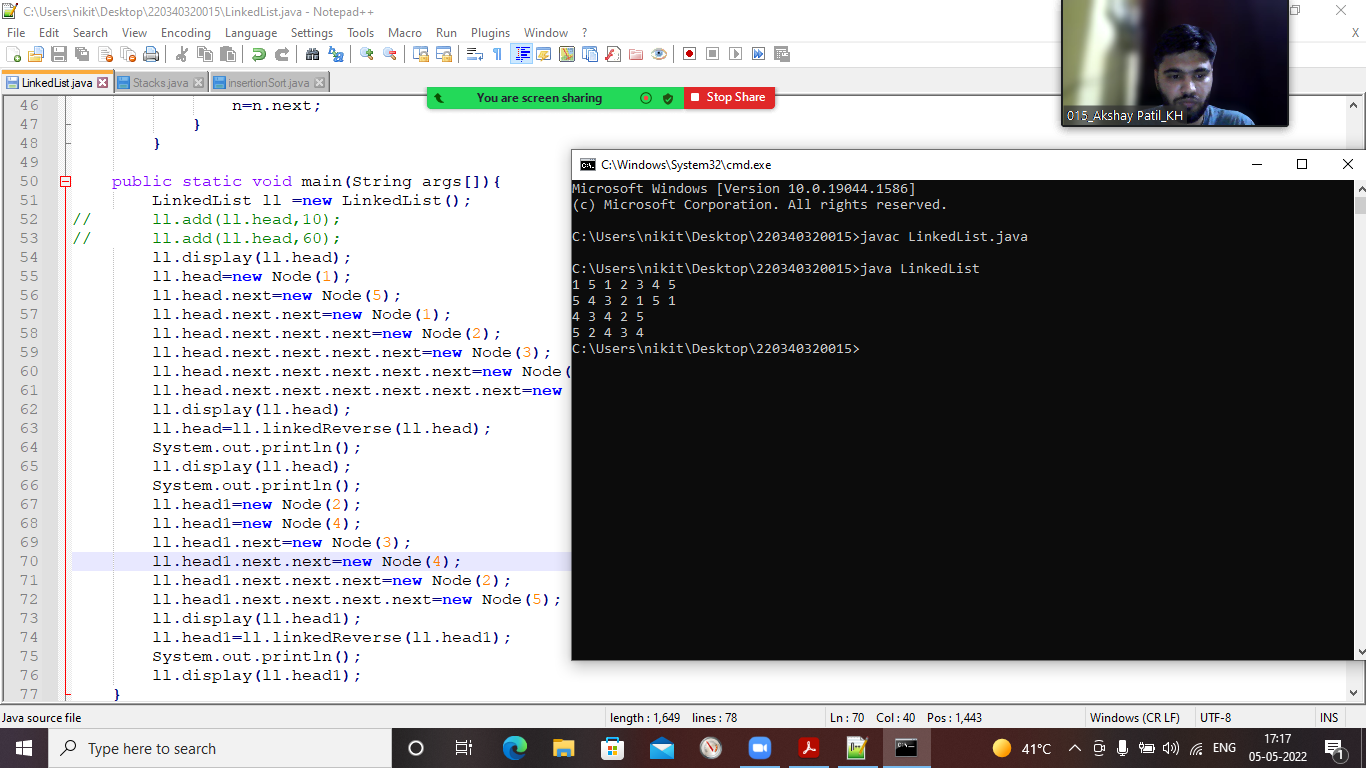 C:\Users\nikit\Desktop\220340320015\LinkedList.java - Notepad++
File Edit Search View Encoding Language Settings Tools Macro Run Plugins Window ? X
LinkedList.java Stacks.java insertionSort.java
You are screen sharing Stop Share
015_Akshay Patil_KH
46 n=n.next;
47 }
48 }
49
50 public static void main(String args[]){
51 LinkedList ll =new LinkedList();
52 // ll.add(ll.head,10);
53 // ll.add(ll.head,60);
54 ll.display(ll.head);
55 ll.head=new Node(1);
56 ll.head.next=new Node(5);
57 ll.head.next.next=new Node(1);
58 ll.head.next.next.next=new Node(2);
59 ll.head.next.next.next.next=new Node(3);
60 ll.head.next.next.next.next.next=new Node(
61 ll.head.next.next.next.next.next.next=new
62 ll.display(ll.head);
63 ll.head=ll.linkedReverse(ll.head);
64 System.out.println();
65 ll.display(ll.head);
66 System.out.println();
67 ll.head1=new Node(2);
68 ll.head1=new Node(4);
69 ll.head1.next=new Node(3);
70 ll.head1.next.next=new Node(4);
71 ll.head1.next.next.next=new Node(2);
72 ll.head1.next.next.next.next=new Node(5);
73 ll.display(ll.head1);
74 ll.head1=ll.linkedReverse(ll.head1);
75 System.out.println();
76 ll.display(ll.head1);
77 }
C:\Windows\System32\cmd.exe
Microsoft Windows [Version 10.0.19044.1586]
(c) Microsoft Corporation. All rights reserved.
C:\Users\nikit\Desktop\220340320015>javac LinkedList.java
C:\Users\nikit\Desktop\220340320015>java LinkedList
1 5 1 2 3 4 5
5 4 3 2 1 5 1
4 3 4 2 5
5 2 4 3 4
C:\Users\nikit\Desktop\220340320015>
Java source file length : 1,649 lines : 78 Ln : 70 Col : 40 Pos : 1,443 Windows (CR LF) UTF-8 INS
Type here to search 41°C ENG 17:17
05-05-2022 1